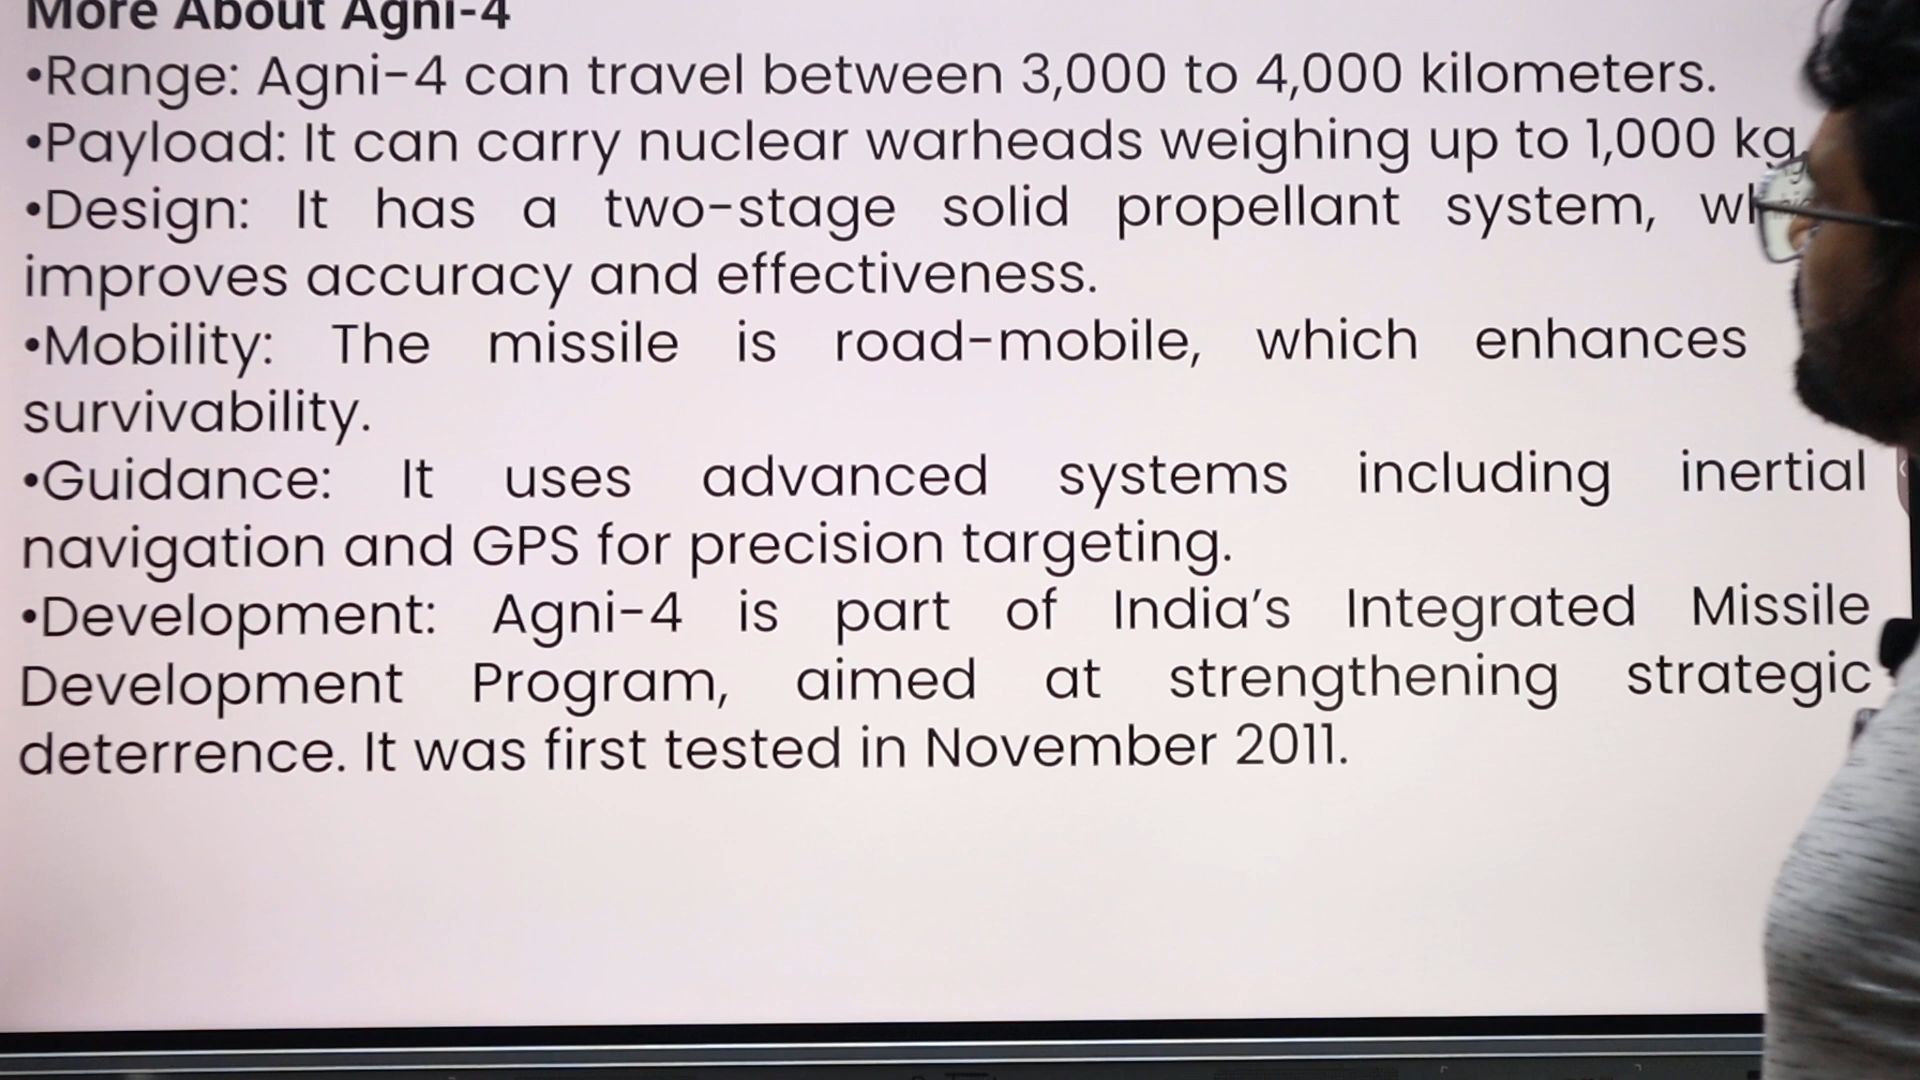 More About Agni-4
•Range: Agni-4 can travel between 3,000 to 4,000 kilometers.
•Payload: It can carry nuclear warheads weighing up to 1,000 kg.
•Design: It has a two-stage solid propellant system,
improves accuracy and effectiveness.
•Mobility: The missile is road-mobile, which enhances
survivability.
•Guidance: It uses advanced systems including inertial
navigation and GPS for precision targeting.
•Development: Agni-4 is part of India’s Integrated Missile
Development Program, aimed at strengthening strategic
deterrence. It was first tested in November 2011.